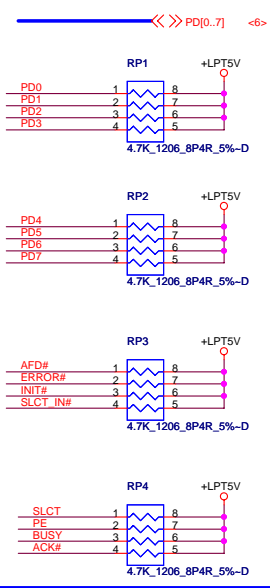 PD[0..7] <6>
RP1 +LPT5V
PD0 1 8
PD1 2 7
PD2 3 6
PD3 4 5
4.7K_1206_8P4R_5%~D
RP2 +LPT5V
PD4 1 8
PD5 2 7
PD6 3 6
PD7 4 5
4.7K_1206_8P4R_5%~D
RP3 +LPT5V
AFD# 1 8
ERROR# 2 7
INIT# 3 6
SLCT_IN# 4 5
4.7K_1206_8P4R_5%~D
RP4 +LPT5V
SLCT 1 8
PE 2 7
BUSY 3 6
ACK# 4 5
4.7K_1206_8P4R_5%~D